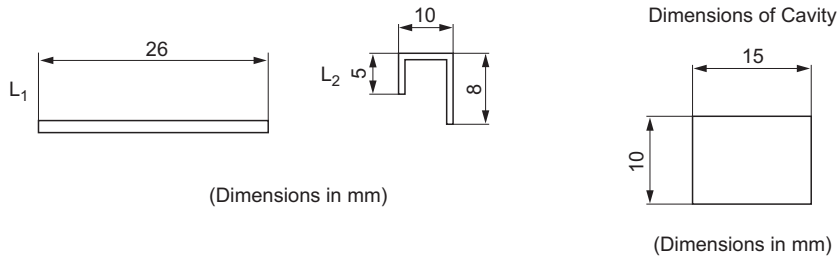 Dimensions of Cavity
10
26
15
L1
L2
5
8
10
(Dimensions in mm)
(Dimensions in mm)